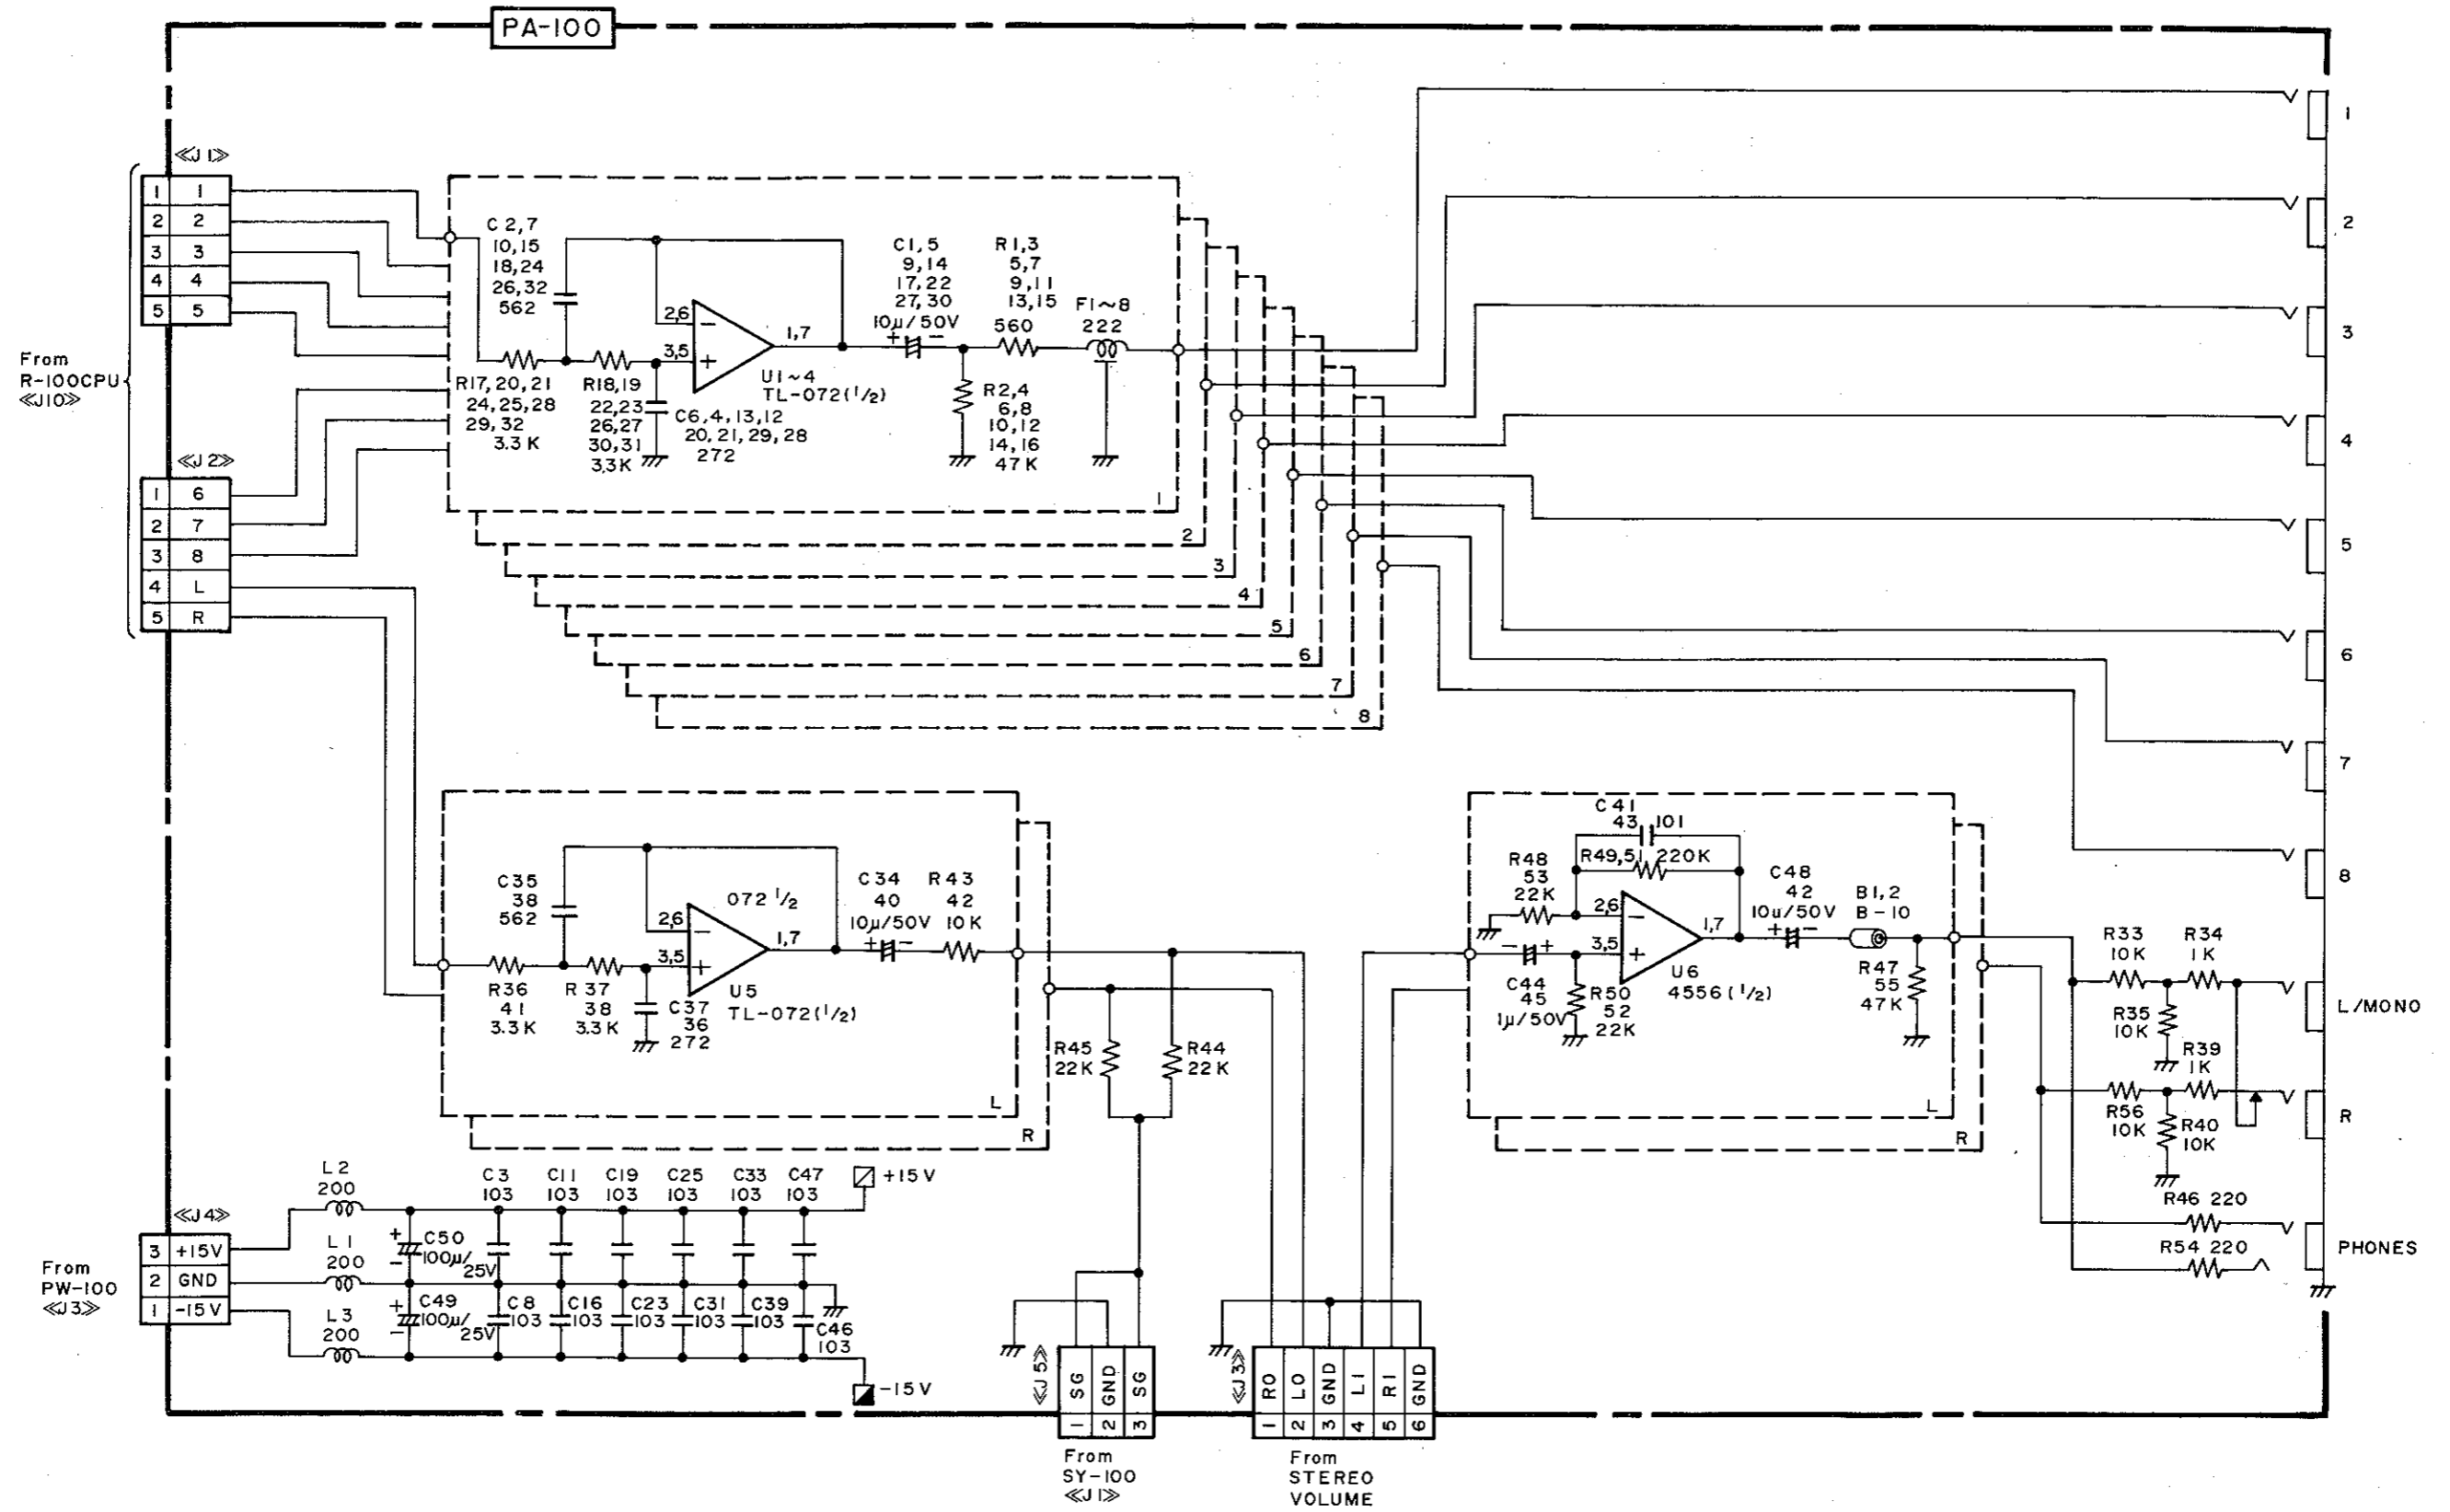 PA-100
≪J1≫
1 1
2 2
3 3
4 4
5 5
From
R-100CPU
≪J10≫
≪J2≫
1 6
2 7
3 8
4 L
5 R
C 2,7
10,15
18,24
26,32
562
R17,20,21
24,25,28
29,32
3.3 K
R18,19
22,23
26,27
30,31
3,3K
2,6
3,5
1,7
U1~4
TL-072(1/2)
C6,4,13,12
20,21,29,28
272
C1,5
9,14
17,22
27,30
10μ/50V
R1,3
5,7
9,11
13,15
560
F1~8
222
R2,4
6,8
10,12
14,16
47K
1
2
3
4
5
6
7
8
1
2
3
4
5
6
7
8
C35
38
562
R36
41
3.3K
R 37
38
3.3K
072 1/2
2,6
3,5
1,7
U5
TL-072(1/2)
C37
36
272
C34
40
10μ/50V
R 43
42
10K
L
R
R45
22K
R44
22K
C 41
43
101
R49,51 220K
R48
53
22K
2,6
3,5
1,7
U6
4556(1/2)
C44
45
1μ/50V
R50
52
22K
C48
42
10u/50V
B1,2
B-10
R47
55
47K
L
R
R33
10K
R34
1K
R35
10K
R39
1K
R56
10K
R40
10K
R46 220
R54 220
L/MONO
R
PHONES
From
PW-100
≪J3≫
≪J4≫
3 +15V
2 GND
1 -15V
L2
200
L1
200
L3
200
C50
100μ/
25V
C49
100μ/
25V
C3
103
C11
103
C19
103
C25
103
C33
103
C47
103
+15V
C8
103
C16
103
C23
103
C31
103
C39
103
C46
103
-15V
≪J5≫
SG
GND
SG
1
2
3
From
SY-100
≪J1≫
≪J3≫
RO
LO
GND
LI
RI
GND
1
2
3
4
5
6
From
STEREO
VOLUME